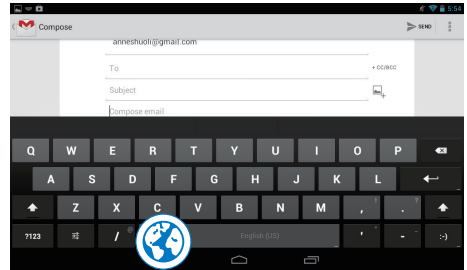 5:54
Compose
SEND
anneshuoli@gmail.com
To
+ CC/BCC
Subject
Compose email
Q W E R T Y U I O P
A S D F G H J K L
Z X C V B N M , ! . ?
?123 / @ English (US) ' " - _ :-)